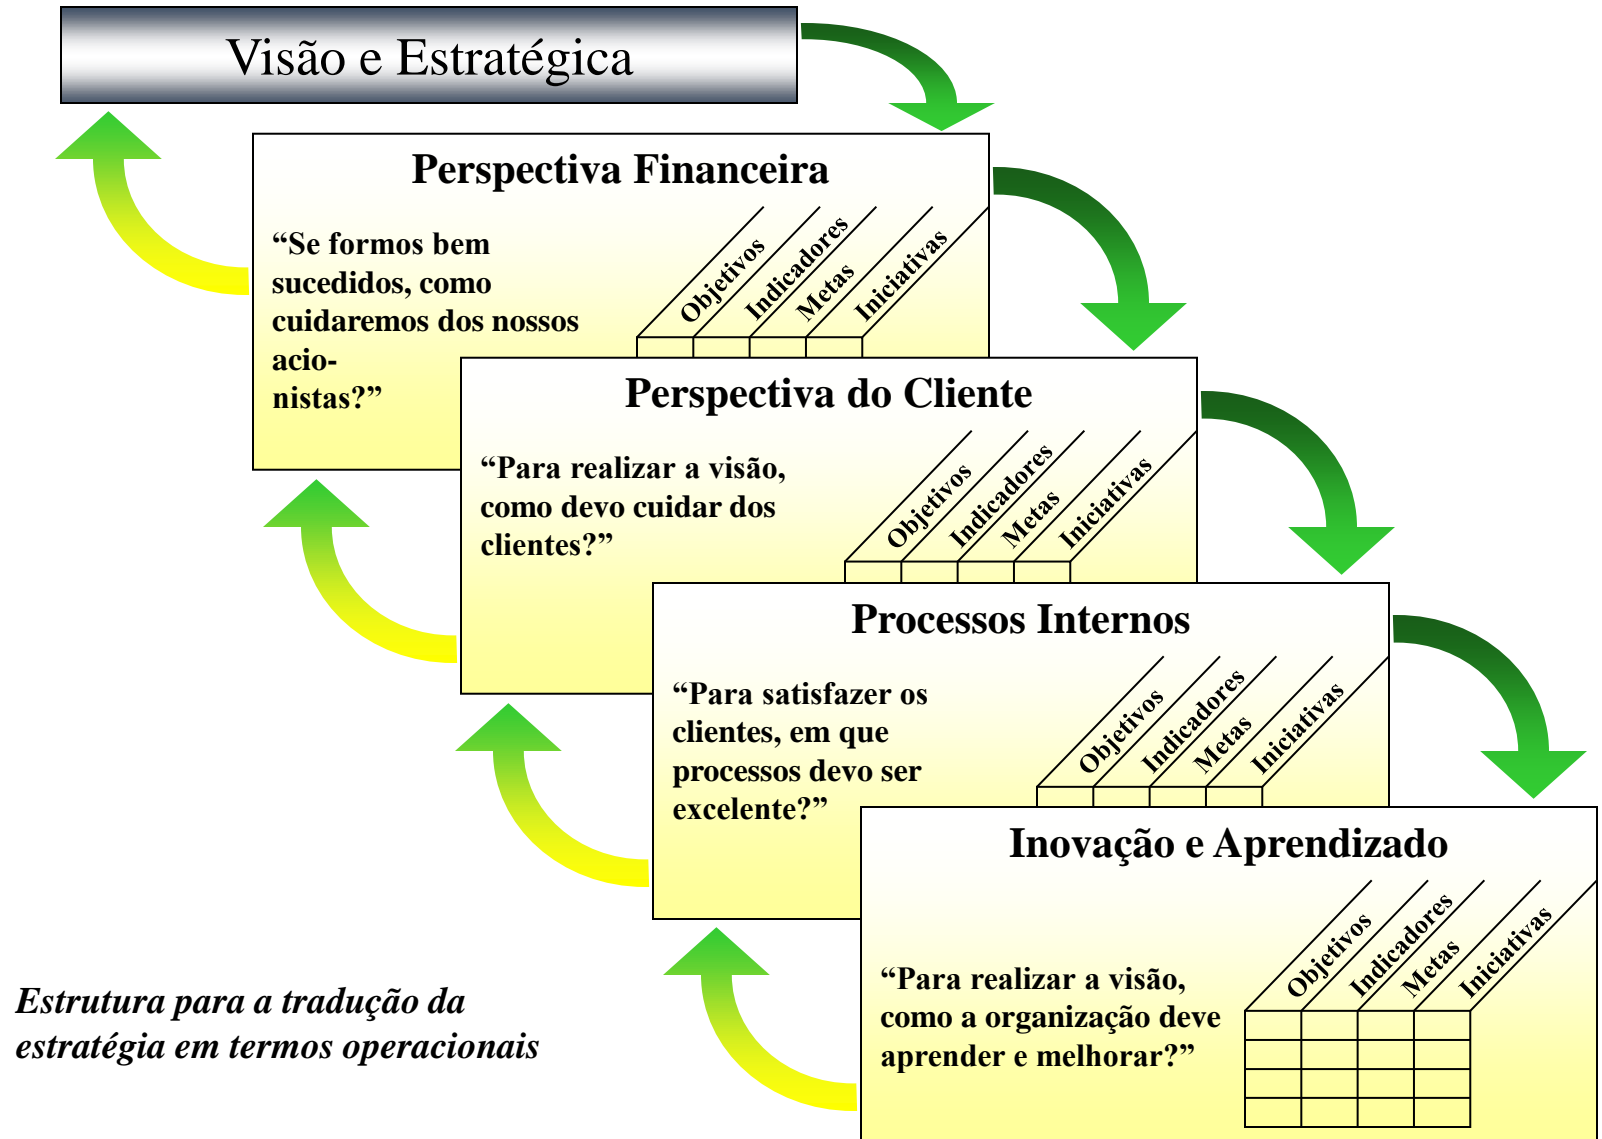 Visão e Estratégica
Perspectiva Financeira
“Se formos bem
sucedidos, como
cuidaremos dos nossos
acio-
nistas?”
Objetivos
Indicadores
Metas
Iniciativas
Perspectiva do Cliente
“Para realizar a visão,
como devo cuidar dos
clientes?”
Objetivos
Indicadores
Metas
Iniciativas
Processos Internos
“Para satisfazer os
clientes, em que
processos devo ser
excelente?”
Objetivos
Indicadores
Metas
Iniciativas
Inovação e Aprendizado
“Para realizar a visão,
como a organização deve
aprender e melhorar?”
Objetivos
Indicadores
Metas
Iniciativas
Estrutura para a tradução da
estratégia em termos operacionais